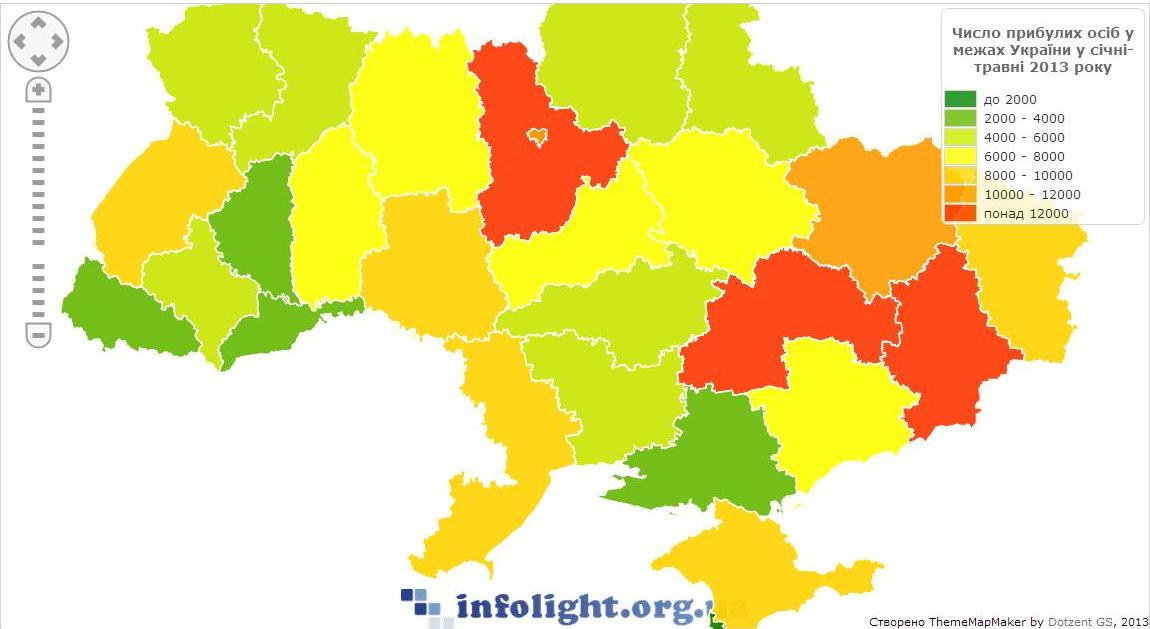 Число прибулих осіб у
межах України у січні-
травні 2013 року
до 2000
2000 - 4000
4000 - 6000
6000 - 8000
8000 - 10000
10000 - 12000
понад 12000
infolight.org.ua
Створено ThemeMapMaker by Dotzent GS, 2013